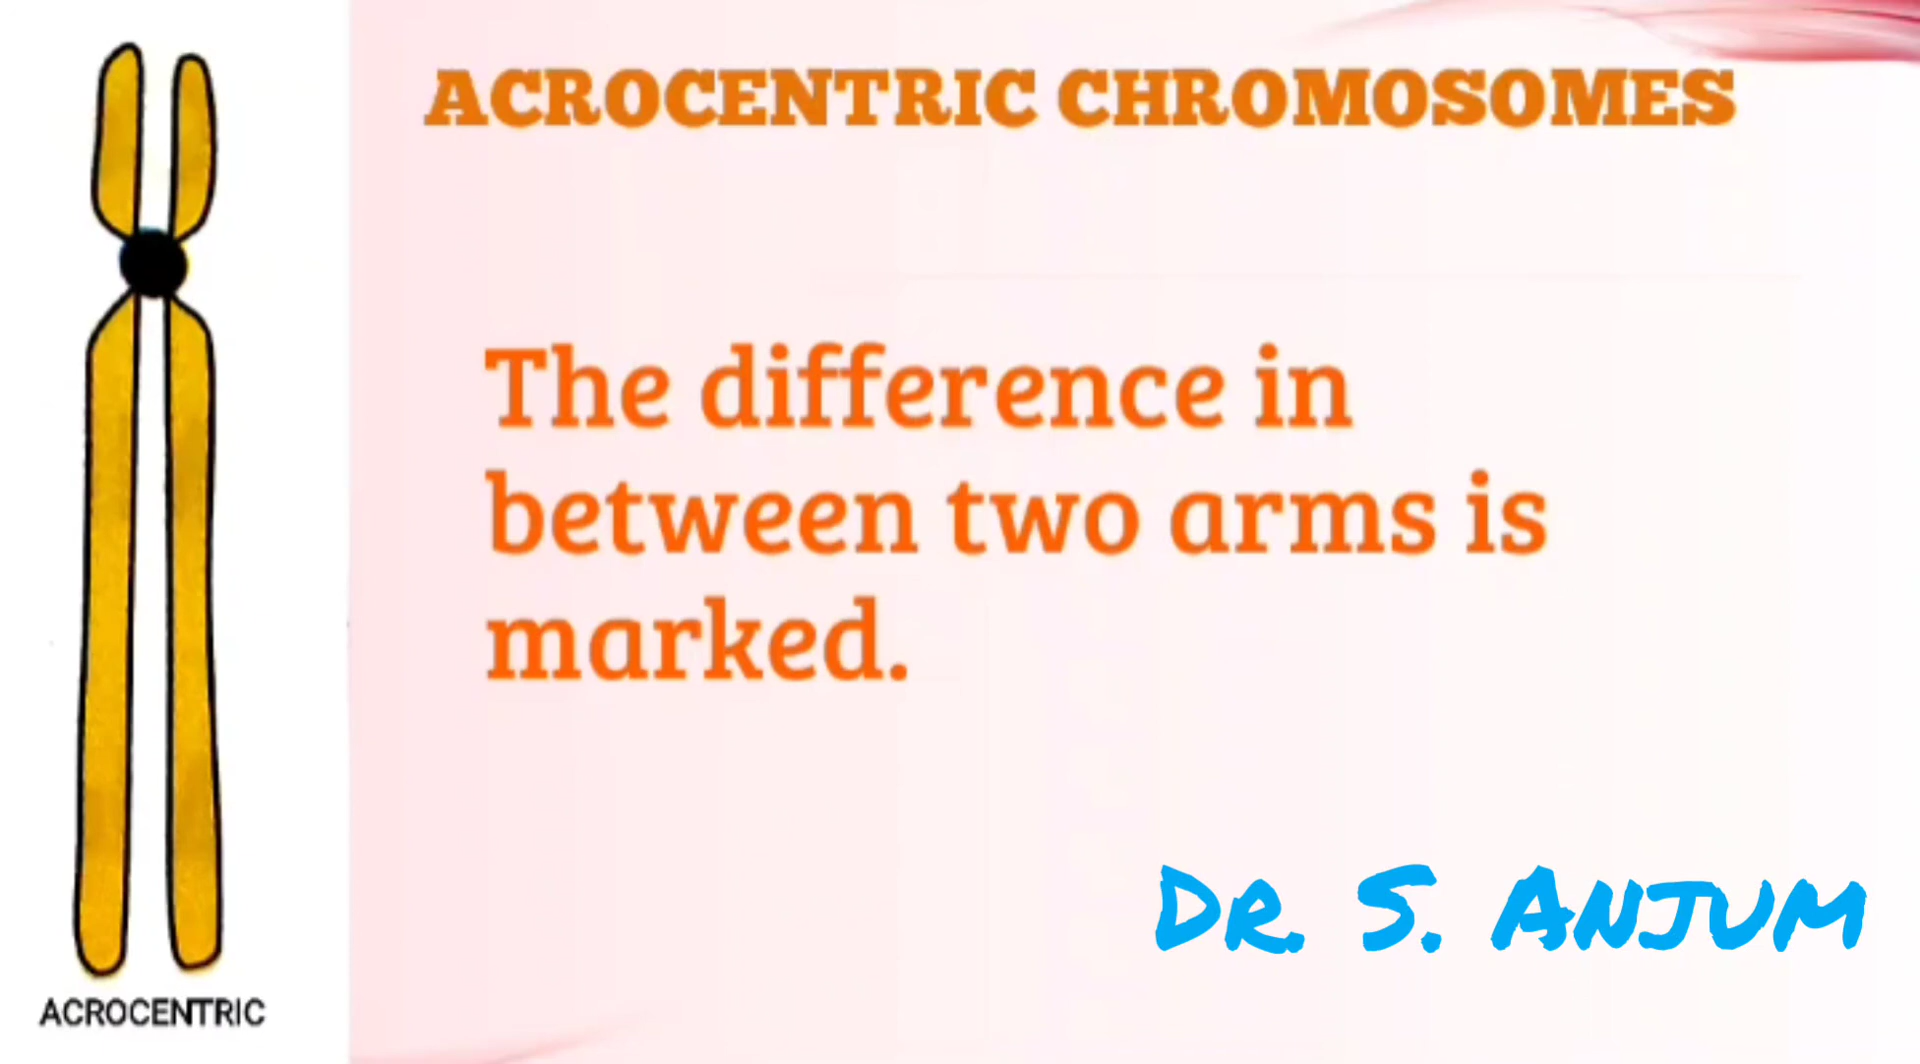 ACROCENTRIC CHROMOSOMES
The difference in
between two arms is
marked.
DR. S. ANJUM
ACROCENTRIC